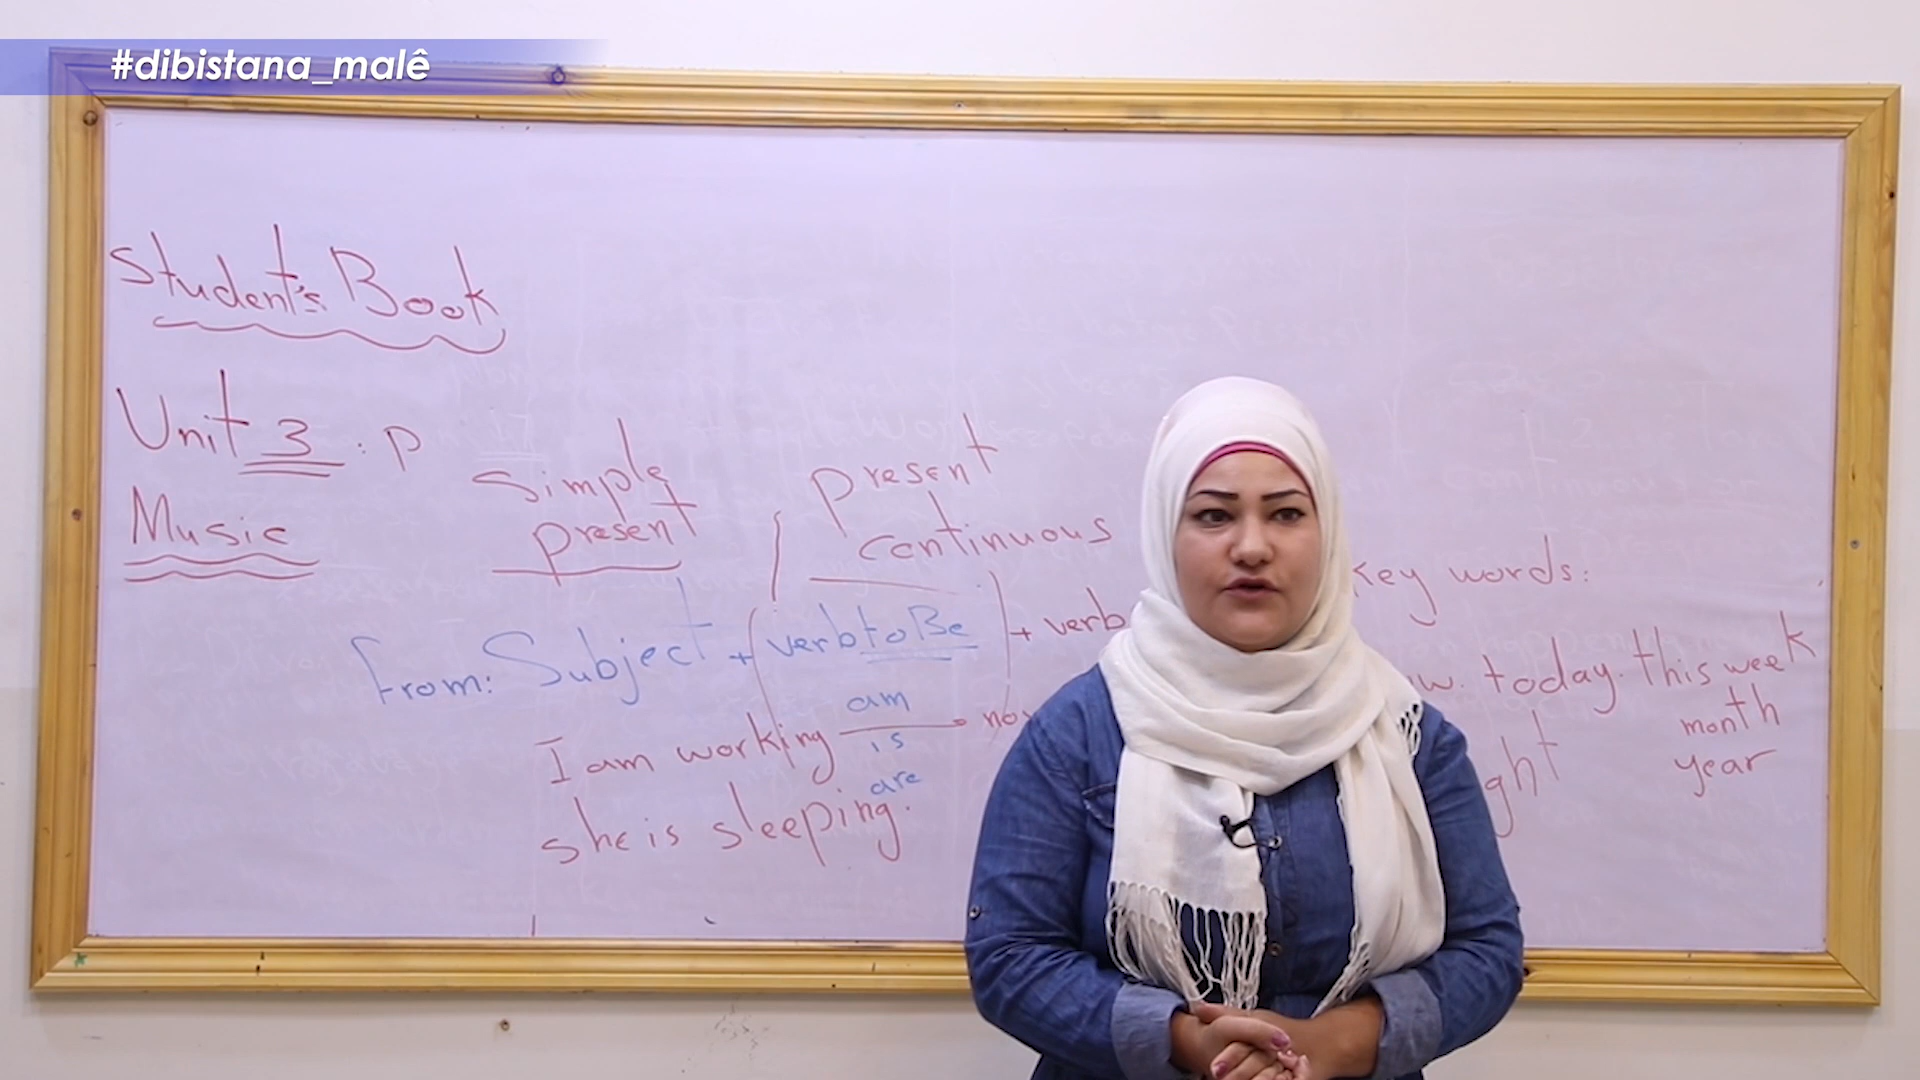 #dibistana_malê
Student's Book
Unit 3 : p
Music
Simple
present
present
continuous
from: Subject + (verb to Be) + verb
am
is
are
I am working
she is sleeping.
key words:
today. this week
month
year